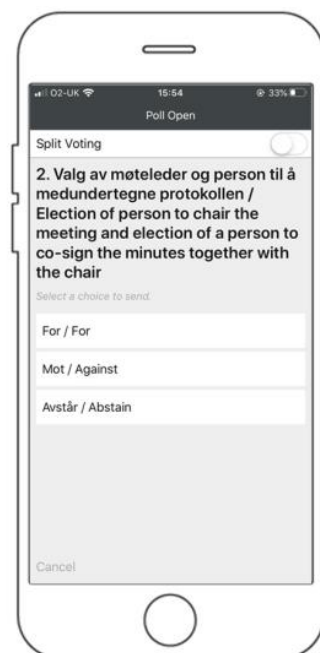 O2-UK 15:54 33%
Poll Open
Split Voting
2. Valg av møteleder og person til å
medundertegne protokollen /
Election of person to chair the
meeting and election of a person to
co-sign the minutes together with
the chair
Select a choice to send.
For / For
Mot / Against
Avstår / Abstain
Cancel